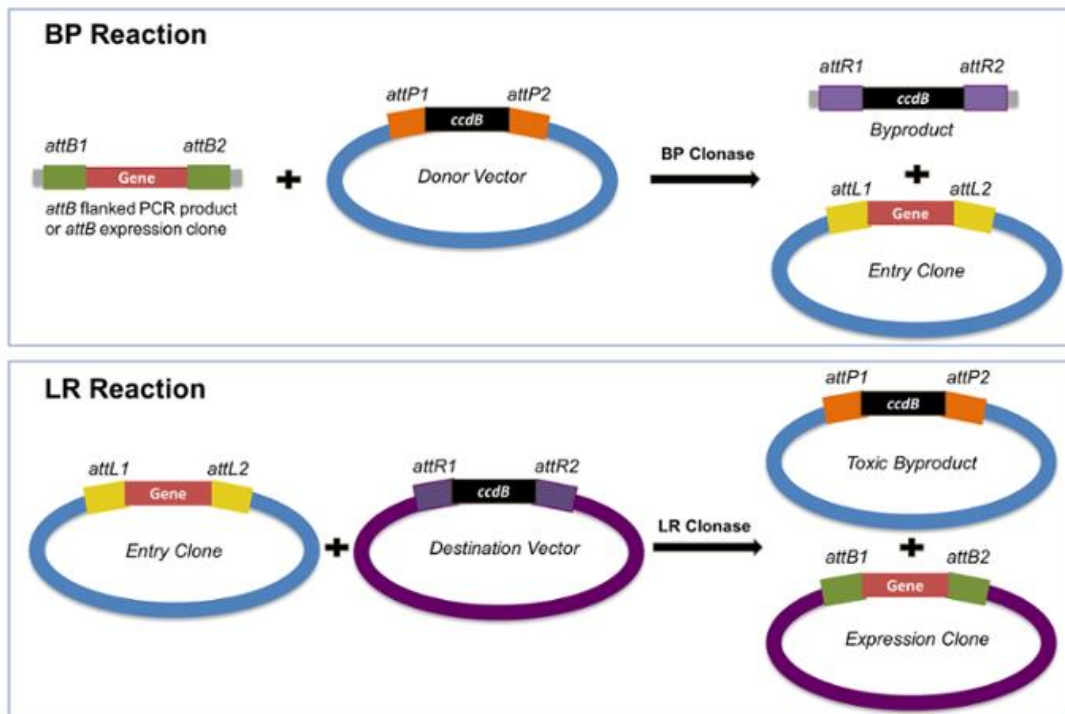 BP Reaction
attB1 attB2
Gene
attB flanked PCR product
or attB expression clone
attP1 attP2
ccdB
Donor Vector
BP Clonase
attR1 attR2
ccdB
Byproduct
attL1 attL2
Gene
Entry Clone
LR Reaction
attL1 attL2
Gene
Entry Clone
attR1 attR2
ccdB
Destination Vector
LR Clonase
attP1 attP2
ccdB
Toxic Byproduct
attB1 attB2
Gene
Expression Clone